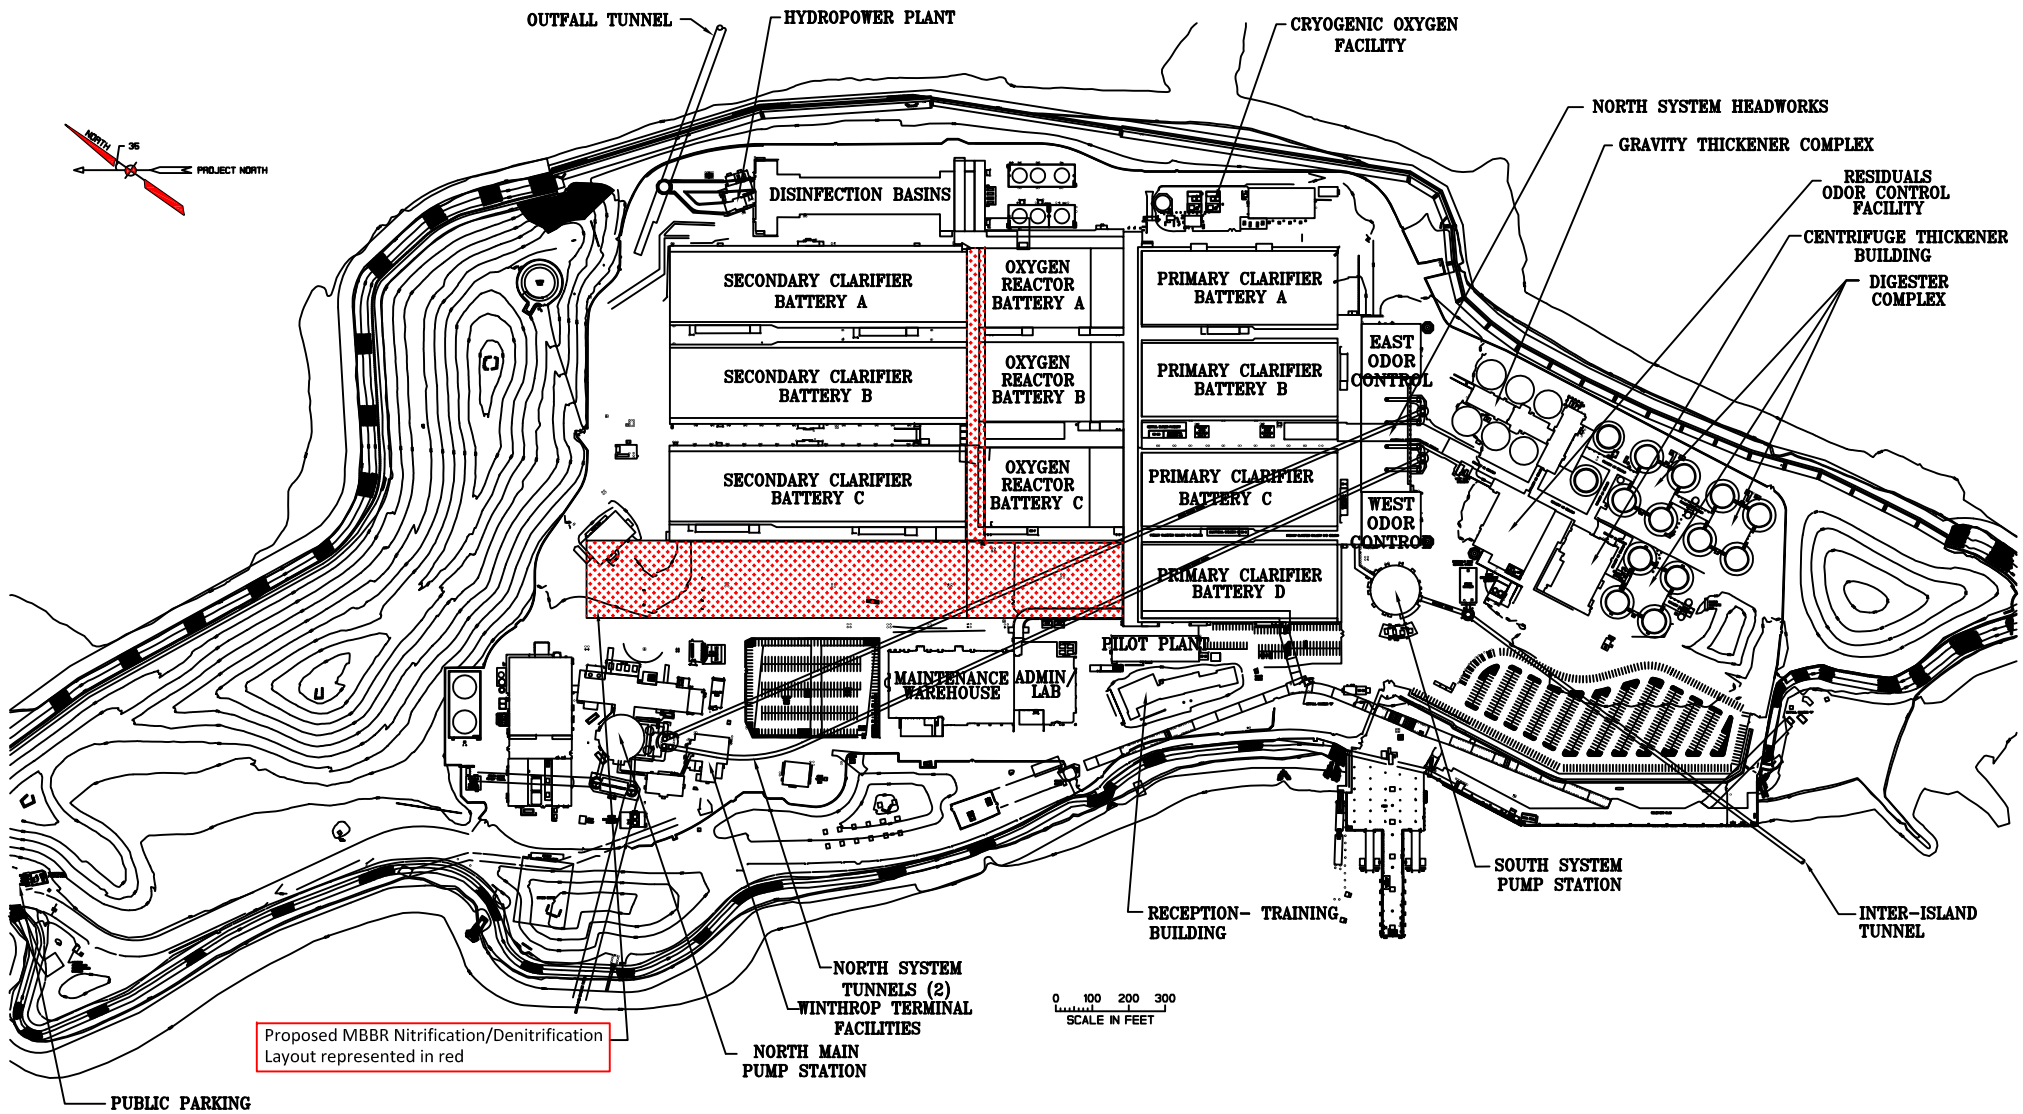 OUTFALL TUNNEL
HYDROPOWER PLANT
CRYOGENIC OXYGEN
FACILITY
NORTH SYSTEM HEADWORKS
GRAVITY THICKENER COMPLEX
RESIDUALS
ODOR CONTROL
FACILITY
CENTRIFUGE THICKENER
BUILDING
DIGESTER
COMPLEX
NORTH
36
PROJECT NORTH
DISINFECTION BASINS
SECONDARY CLARIFIER
BATTERY A
OXYGEN
REACTOR
BATTERY A
PRIMARY CLARIFIER
BATTERY A
EAST
ODOR
CONTROL
SECONDARY CLARIFIER
BATTERY B
OXYGEN
REACTOR
BATTERY B
PRIMARY CLARIFIER
BATTERY B
SECONDARY CLARIFIER
BATTERY C
OXYGEN
REACTOR
BATTERY C
PRIMARY CLARIFIER
BATTERY C
WEST
ODOR
CONTROL
PRIMARY CLARIFIER
BATTERY D
PILOT PLANT
MAINTENANCE
WAREHOUSE
ADMIN/
LAB
SOUTH SYSTEM
PUMP STATION
RECEPTION- TRAINING
BUILDING
INTER-ISLAND
TUNNEL
NORTH SYSTEM
TUNNELS (2)
WINTHROP TERMINAL
FACILITIES
0 100 200 300
SCALE IN FEET
Proposed MBBR Nitrification/Denitrification
Layout represented in red
NORTH MAIN
PUMP STATION
PUBLIC PARKING